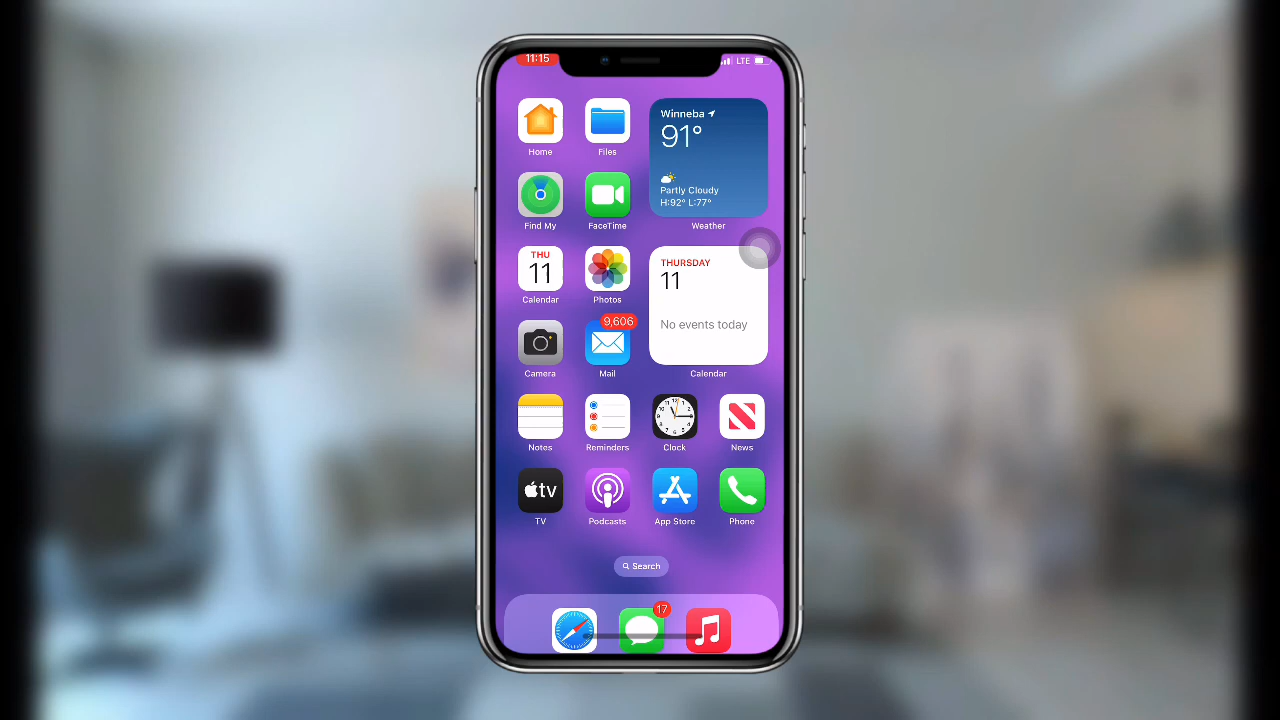 11:15
LTE
Winneba
91°
Partly Cloudy
H:92° L:77°
Home
Files
Weather
Find My
FaceTime
THU
11
THURSDAY
11
No events today
Calendar
Photos
9,606
Camera
Mail
Calendar
Notes
Reminders
Clock
News
tv
TV
Podcasts
App Store
Phone
Search
17